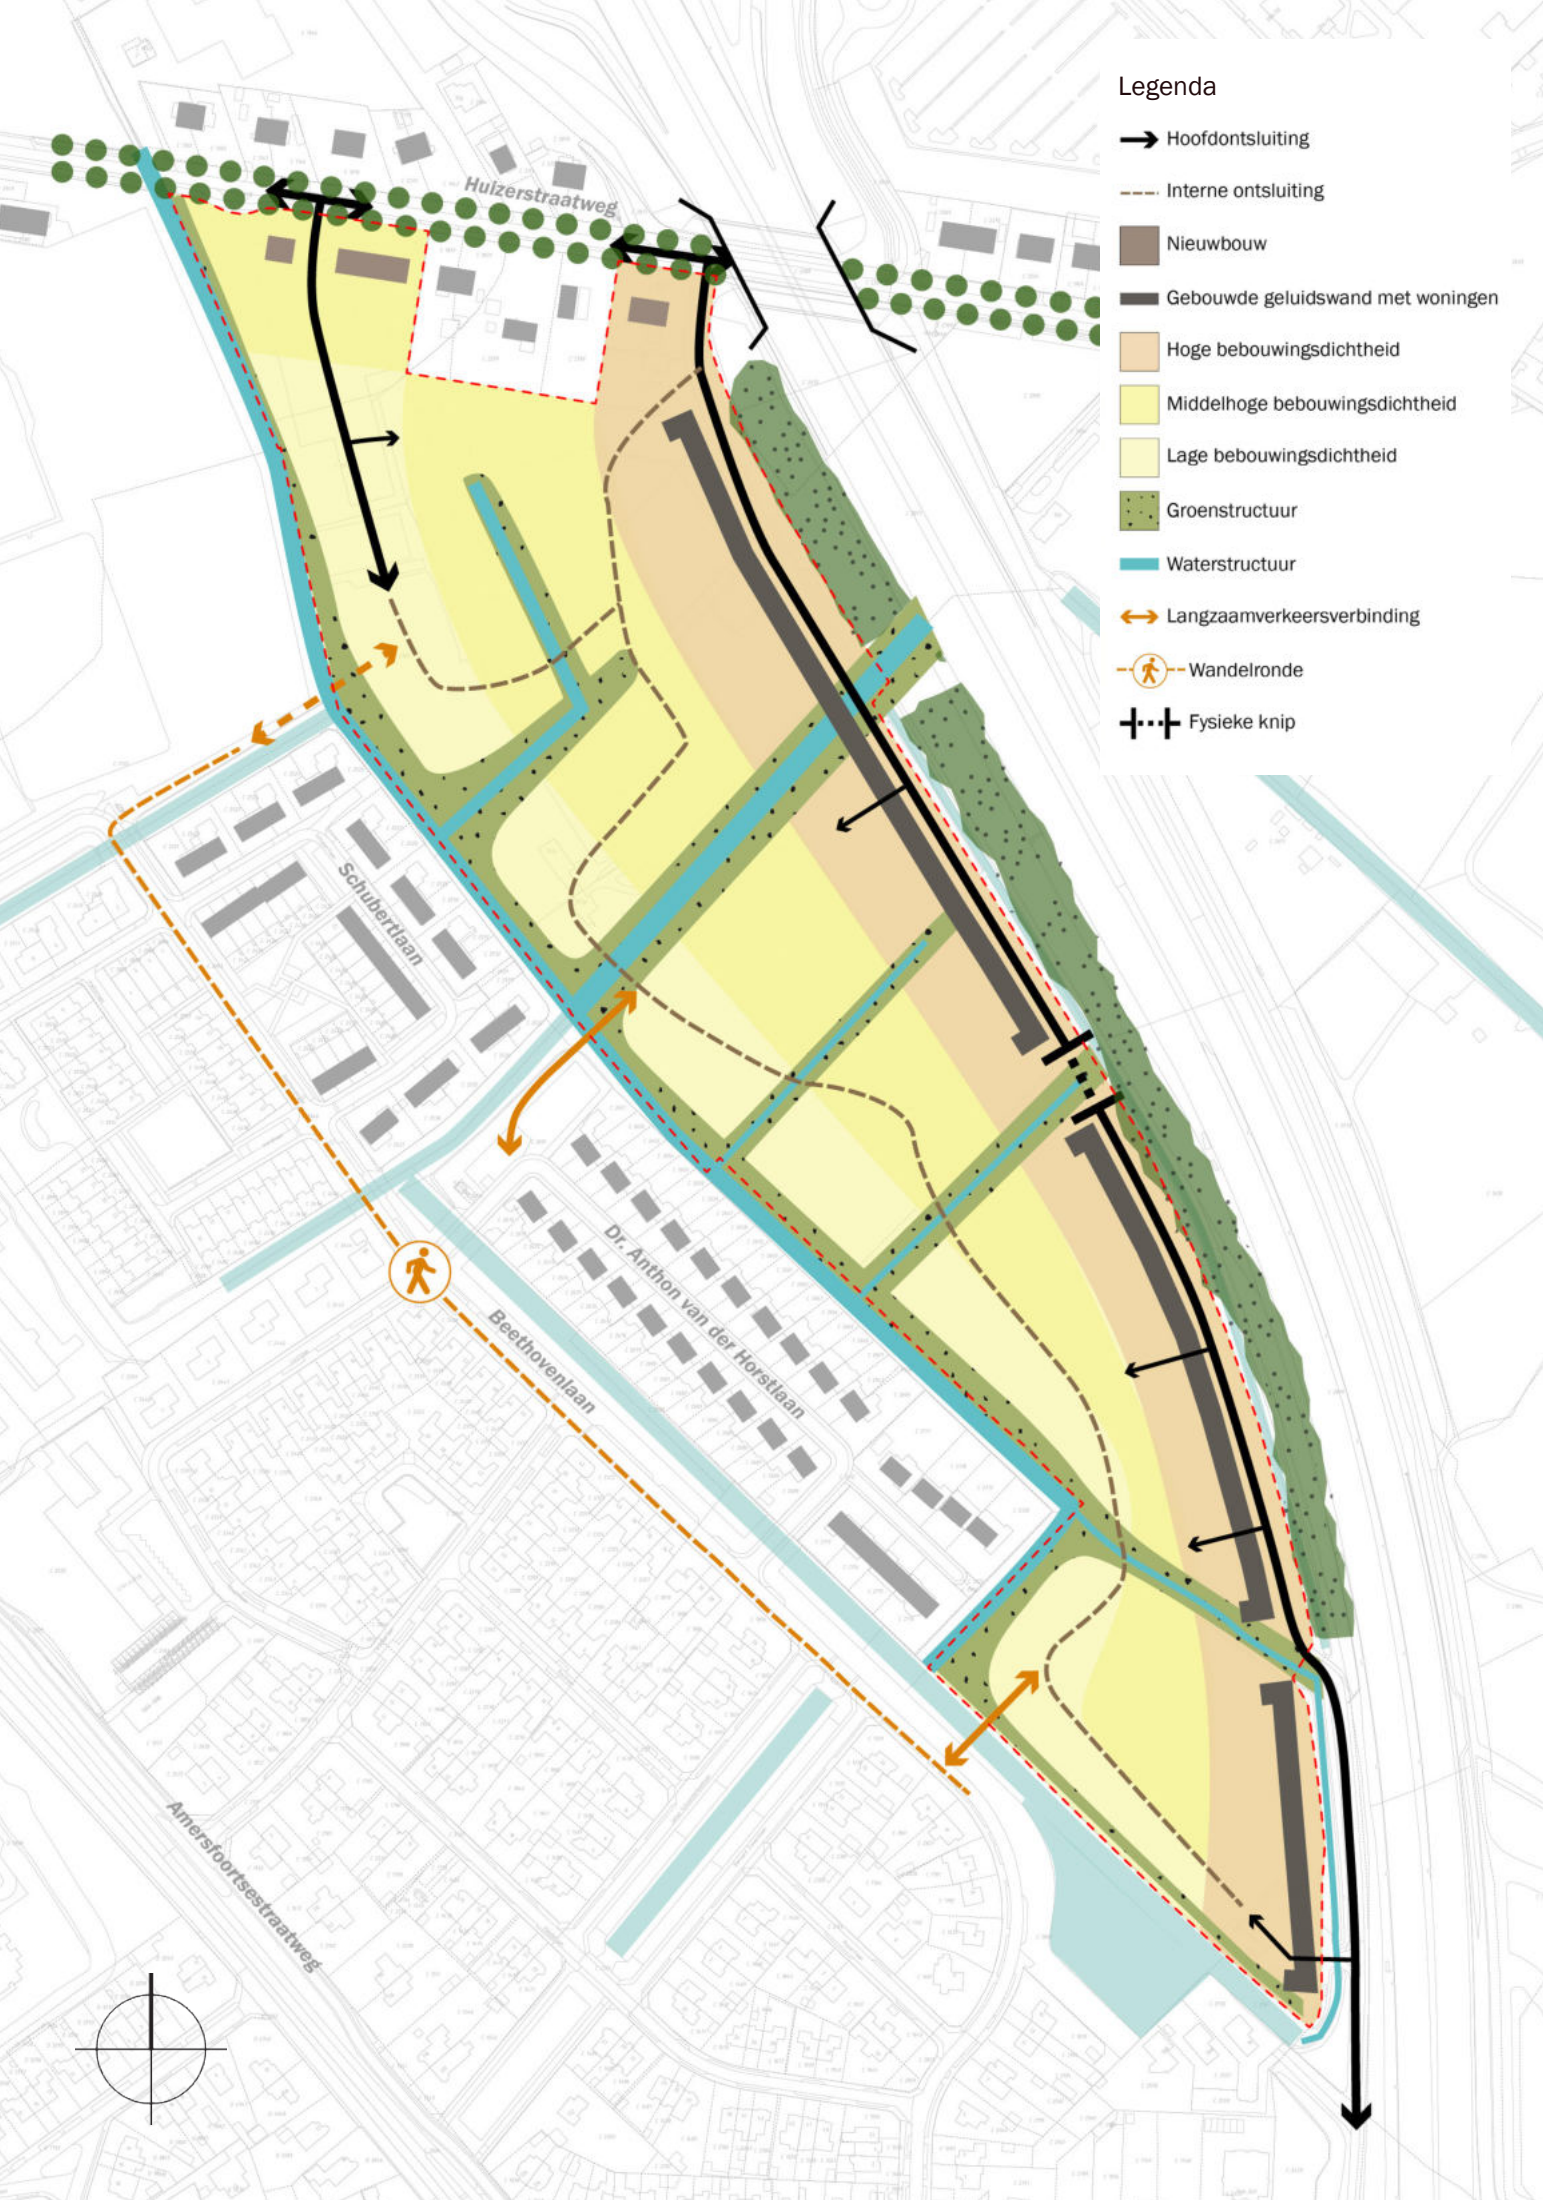 Legenda
Hoofdontsluiting
Interne ontsluiting
Nieuwbouw
Gebouwde geluidswand met woningen
Hoge bebouwingsdichtheid
Middelhoge bebouwingsdichtheid
Lage bebouwingsdichtheid
Groenstructuur
Waterstructuur
Langzaamverkeersverbinding
Wandelronde
Fysieke knip
Huizerstraatweg
Schubertlaan
Dr. Anthon van der Horstlaan
Beethovenlaan
Amersfoortsestraatweg